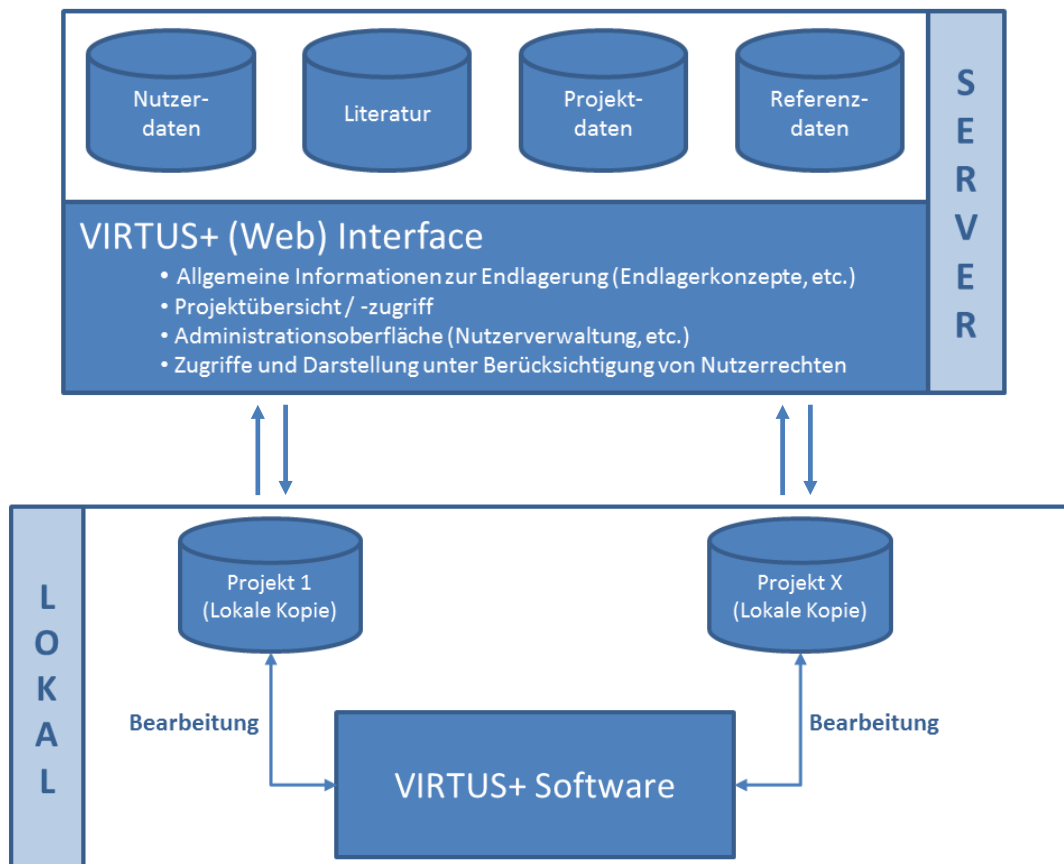 Nutzer-
daten
Literatur
Projekt-
daten
Referenz-
daten
SERVER
VIRTUS+ (Web) Interface
• Allgemeine Informationen zur Endlagerung (Endlagerkonzepte, etc.)
• Projektübersicht / -zugriff
• Administrationsoberfläche (Nutzerverwaltung, etc.)
• Zugriffe und Darstellung unter Berücksichtigung von Nutzerrechten
LOKAL
Projekt 1
(Lokale Kopie)
Projekt X
(Lokale Kopie)
Bearbeitung
Bearbeitung
VIRTUS+ Software